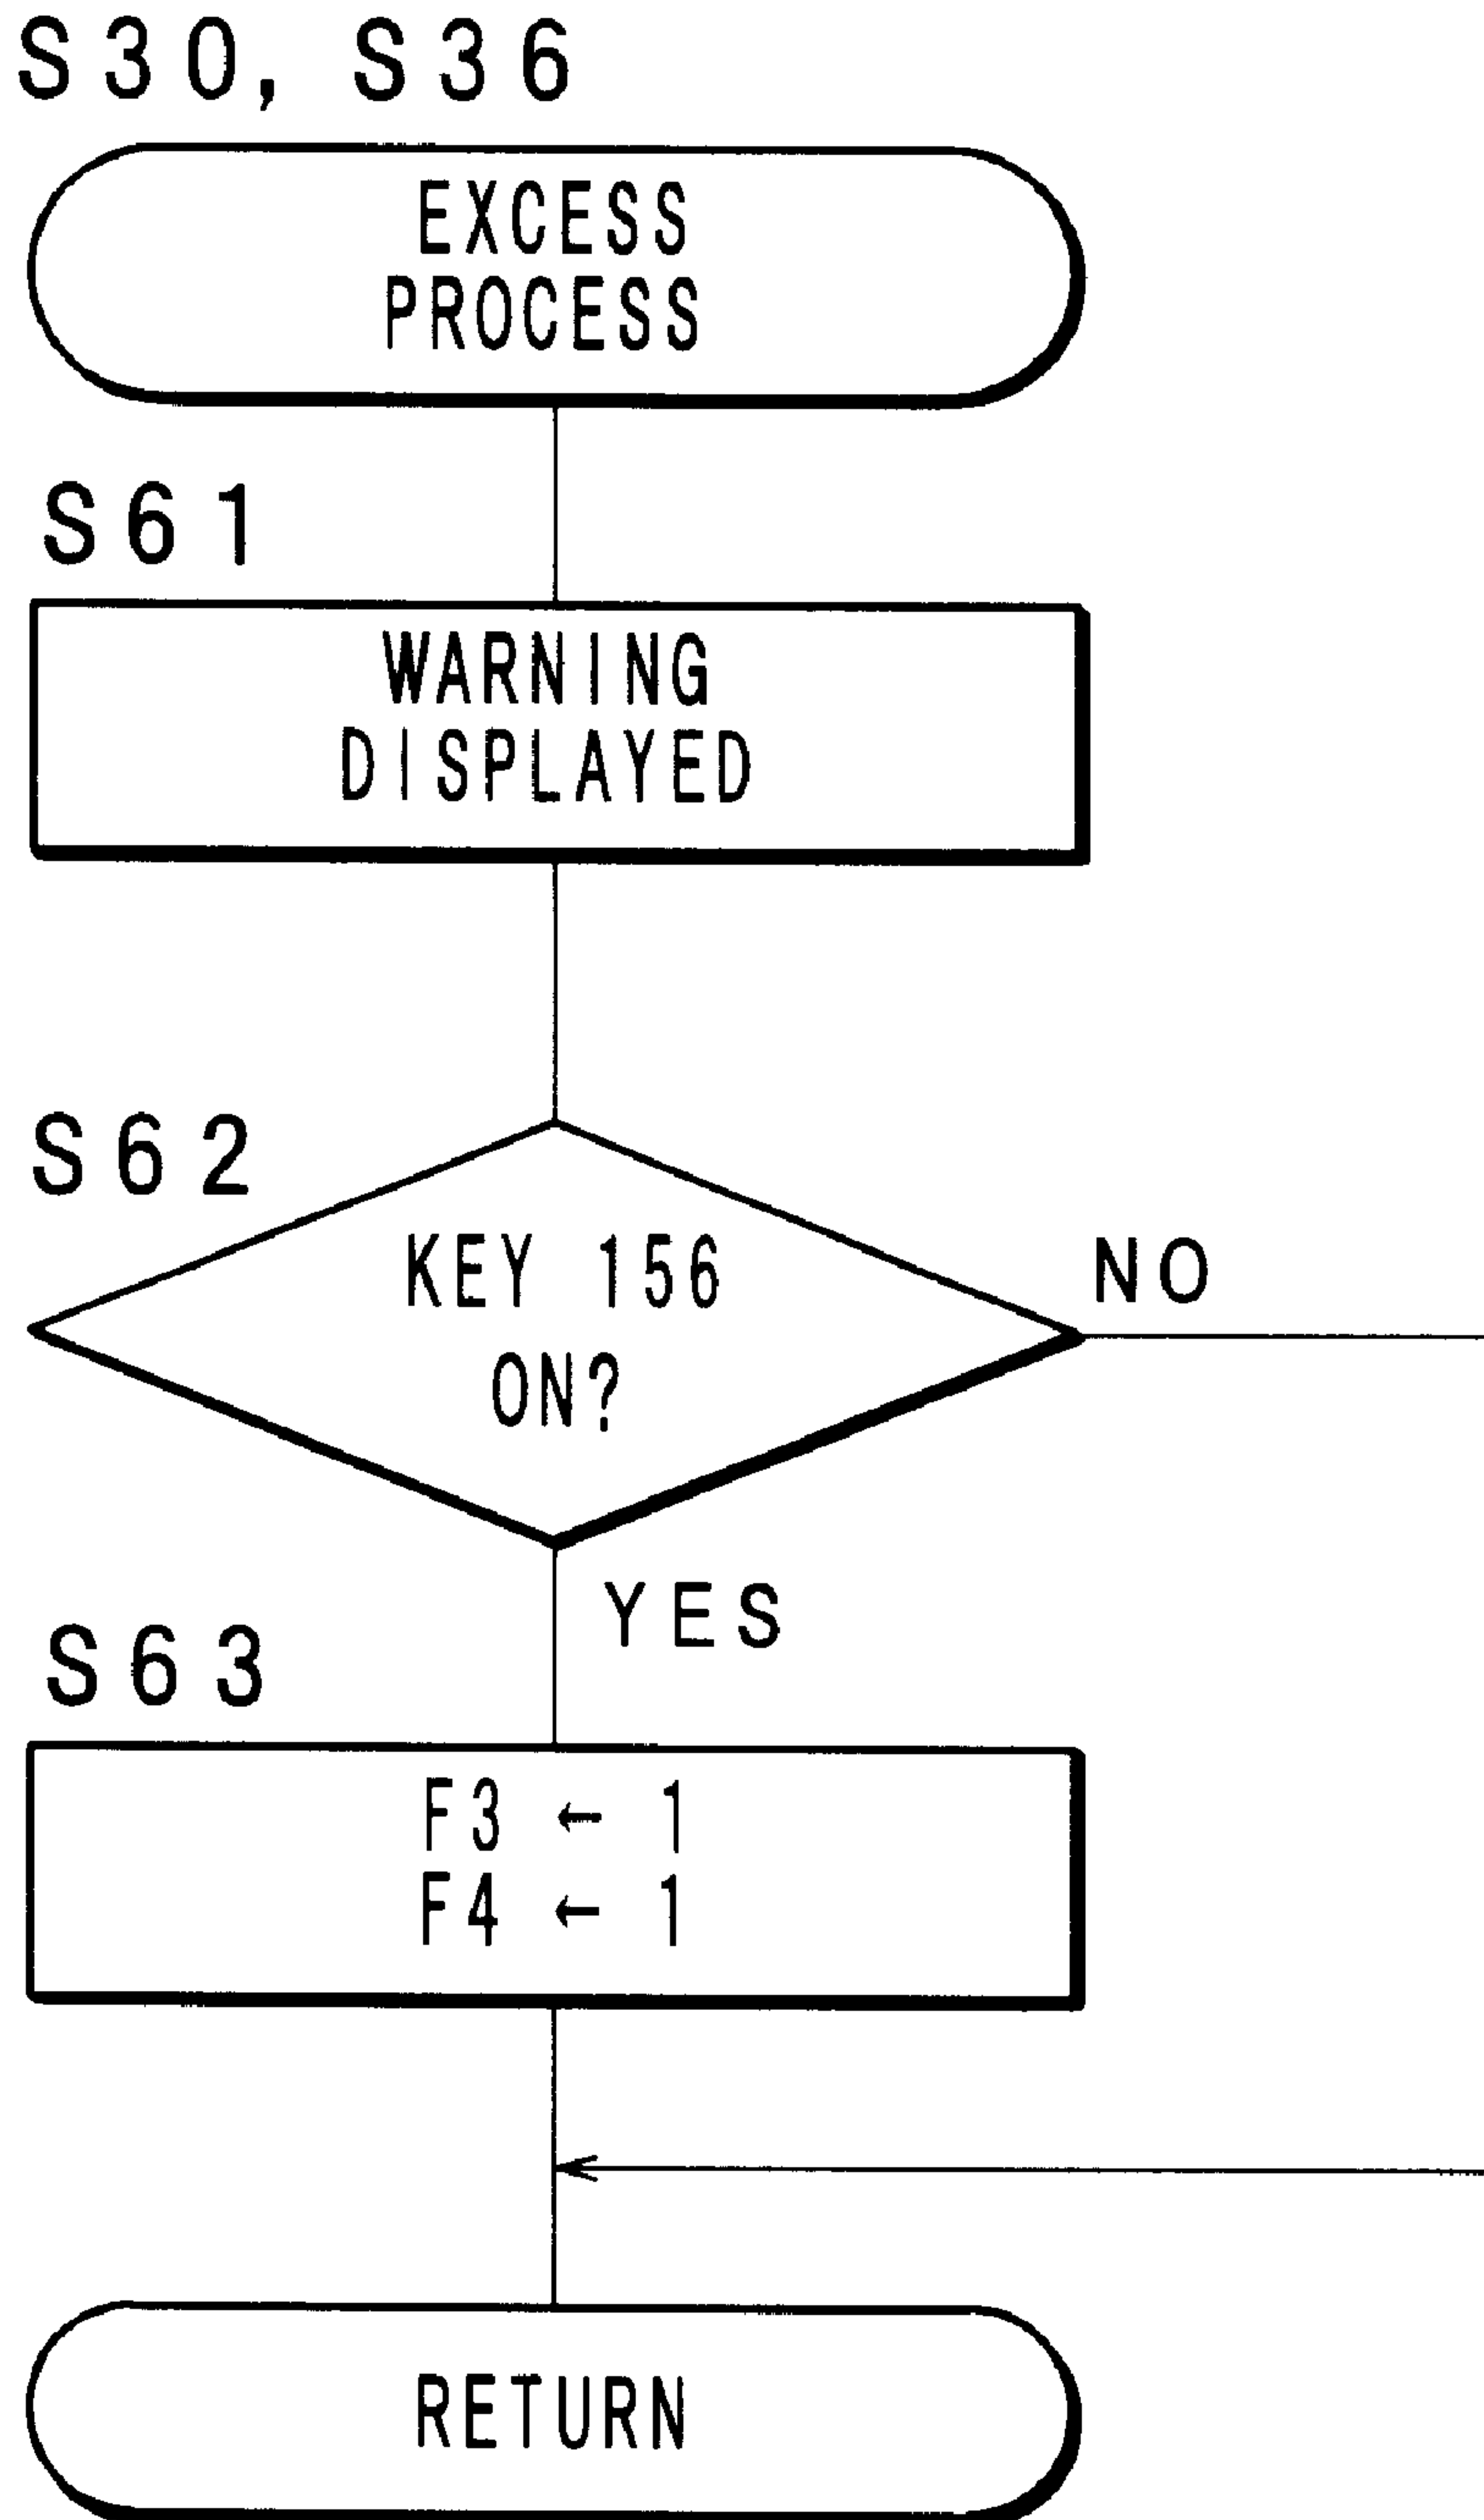 S30, S36
EXCESS
PROCESS
S61
WARNING
DISPLAYED
S62
KEY 156
ON?
NO
YES
S63
F3 ← 1
F4 ← 1
RETURN